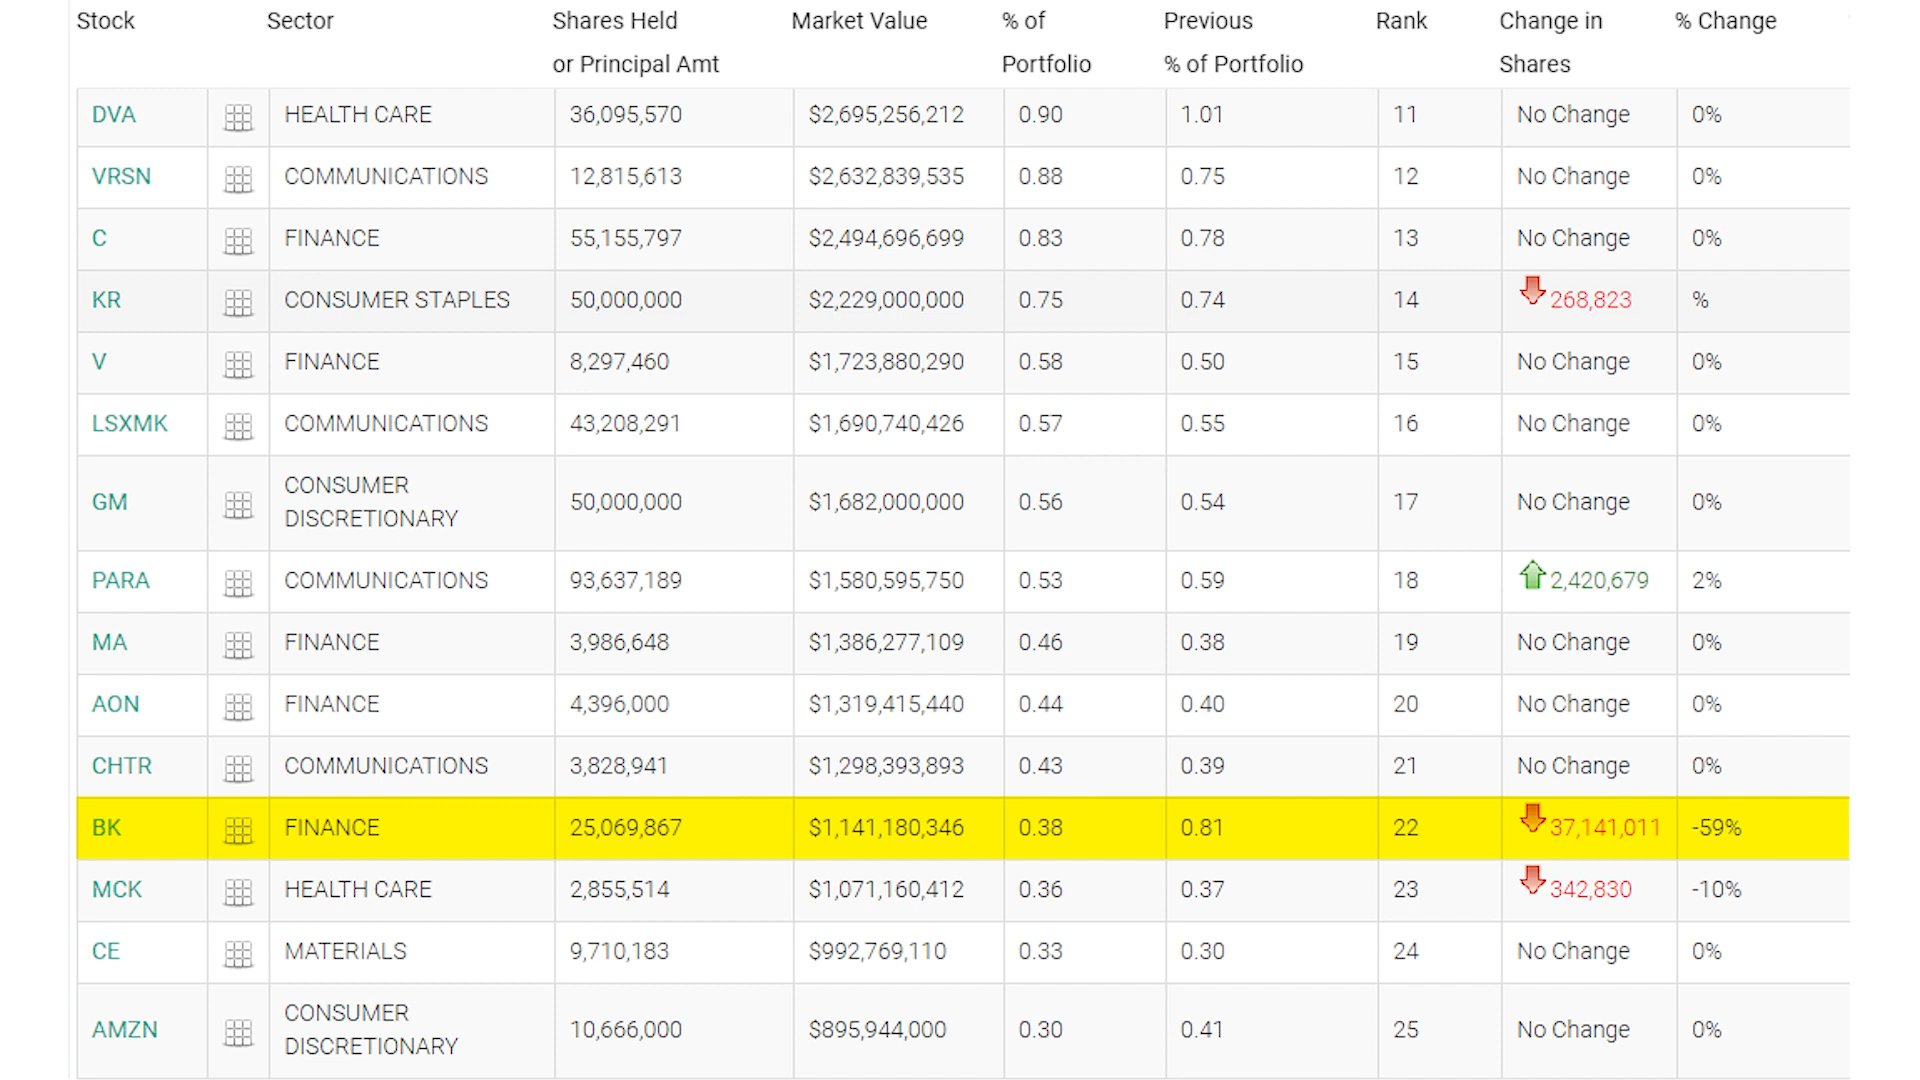 Stock Sector Shares Held Market Value % of Previous Rank Change in % Change
or Principal Amt Portfolio % of Portfolio Shares
DVA HEALTH CARE 36,095,570 $2,695,256,212 0.90 1.01 11 No Change 0%
VRSN COMMUNICATIONS 12,815,613 $2,632,839,535 0.88 0.75 12 No Change 0%
C FINANCE 55,155,797 $2,494,696,699 0.83 0.78 13 No Change 0%
KR CONSUMER STAPLES 50,000,000 $2,229,000,000 0.75 0.74 14 268,823 %
V FINANCE 8,297,460 $1,723,880,290 0.58 0.50 15 No Change 0%
LSXMK COMMUNICATIONS 43,208,291 $1,690,740,426 0.57 0.55 16 No Change 0%
GM CONSUMER DISCRETIONARY 50,000,000 $1,682,000,000 0.56 0.54 17 No Change 0%
PARA COMMUNICATIONS 93,637,189 $1,580,595,750 0.53 0.59 18 2,420,679 2%
MA FINANCE 3,986,648 $1,386,277,109 0.46 0.38 19 No Change 0%
AON FINANCE 4,396,000 $1,319,415,440 0.44 0.40 20 No Change 0%
CHTR COMMUNICATIONS 3,828,941 $1,298,393,893 0.43 0.39 21 No Change 0%
BK FINANCE 25,069,867 $1,141,180,346 0.38 0.81 22 37,141,011 -59%
MCK HEALTH CARE 2,855,514 $1,071,160,412 0.36 0.37 23 342,830 -10%
CE MATERIALS 9,710,183 $992,769,110 0.33 0.30 24 No Change 0%
AMZN CONSUMER DISCRETIONARY 10,666,000 $895,944,000 0.30 0.41 25 No Change 0%